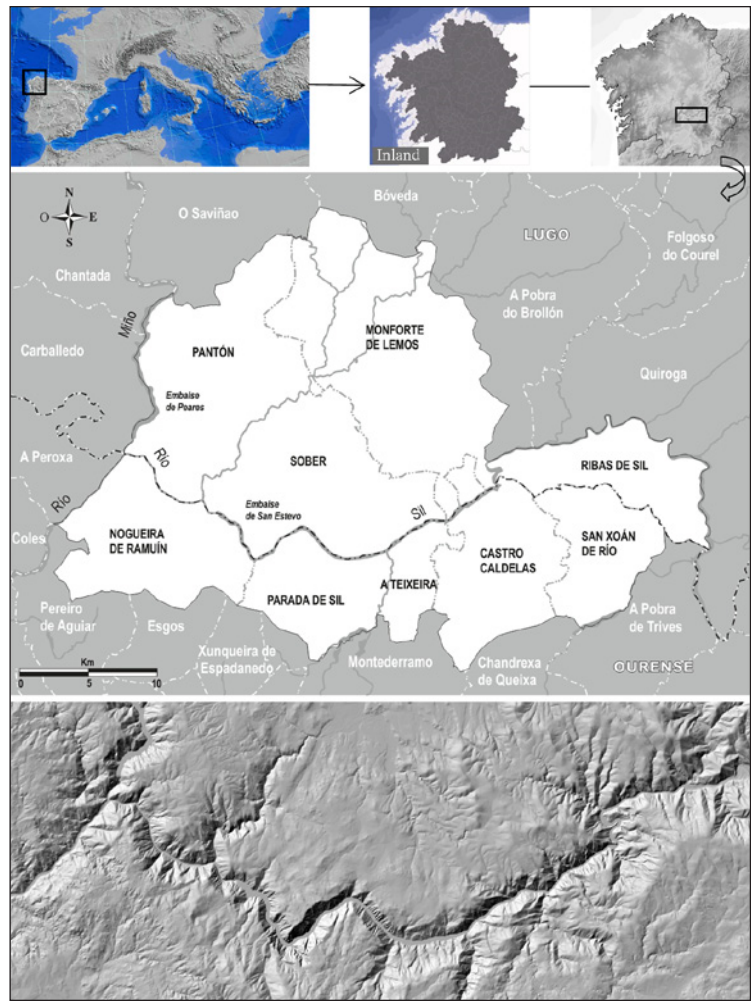 Inland
N
O
E
S
O Saviñao
Bóveda
LUGO
Folgoso
do Courel
Chantada
Miño
A Pobra
do Brollón
MONFORTE
DE LEMOS
Carballedo
PANTÓN
Quiroga
Embalse
de Peares
A Peroxa
Río
SOBER
RIBAS DE SIL
Río
Embalse
de San Estevo
Sil
Coles
NOGUEIRA
DE RAMUÍN
CASTRO
CALDELAS
SAN XOÁN
DE RÍO
A TEIXEIRA
PARADA DE SIL
Pereiro
de Aguiar
Esgos
A Pobra
de Trives
Xunqueira de
Espadanedo
Montederramo
Chandrexa
de Queixa
OURENSE
Km
0 5 10